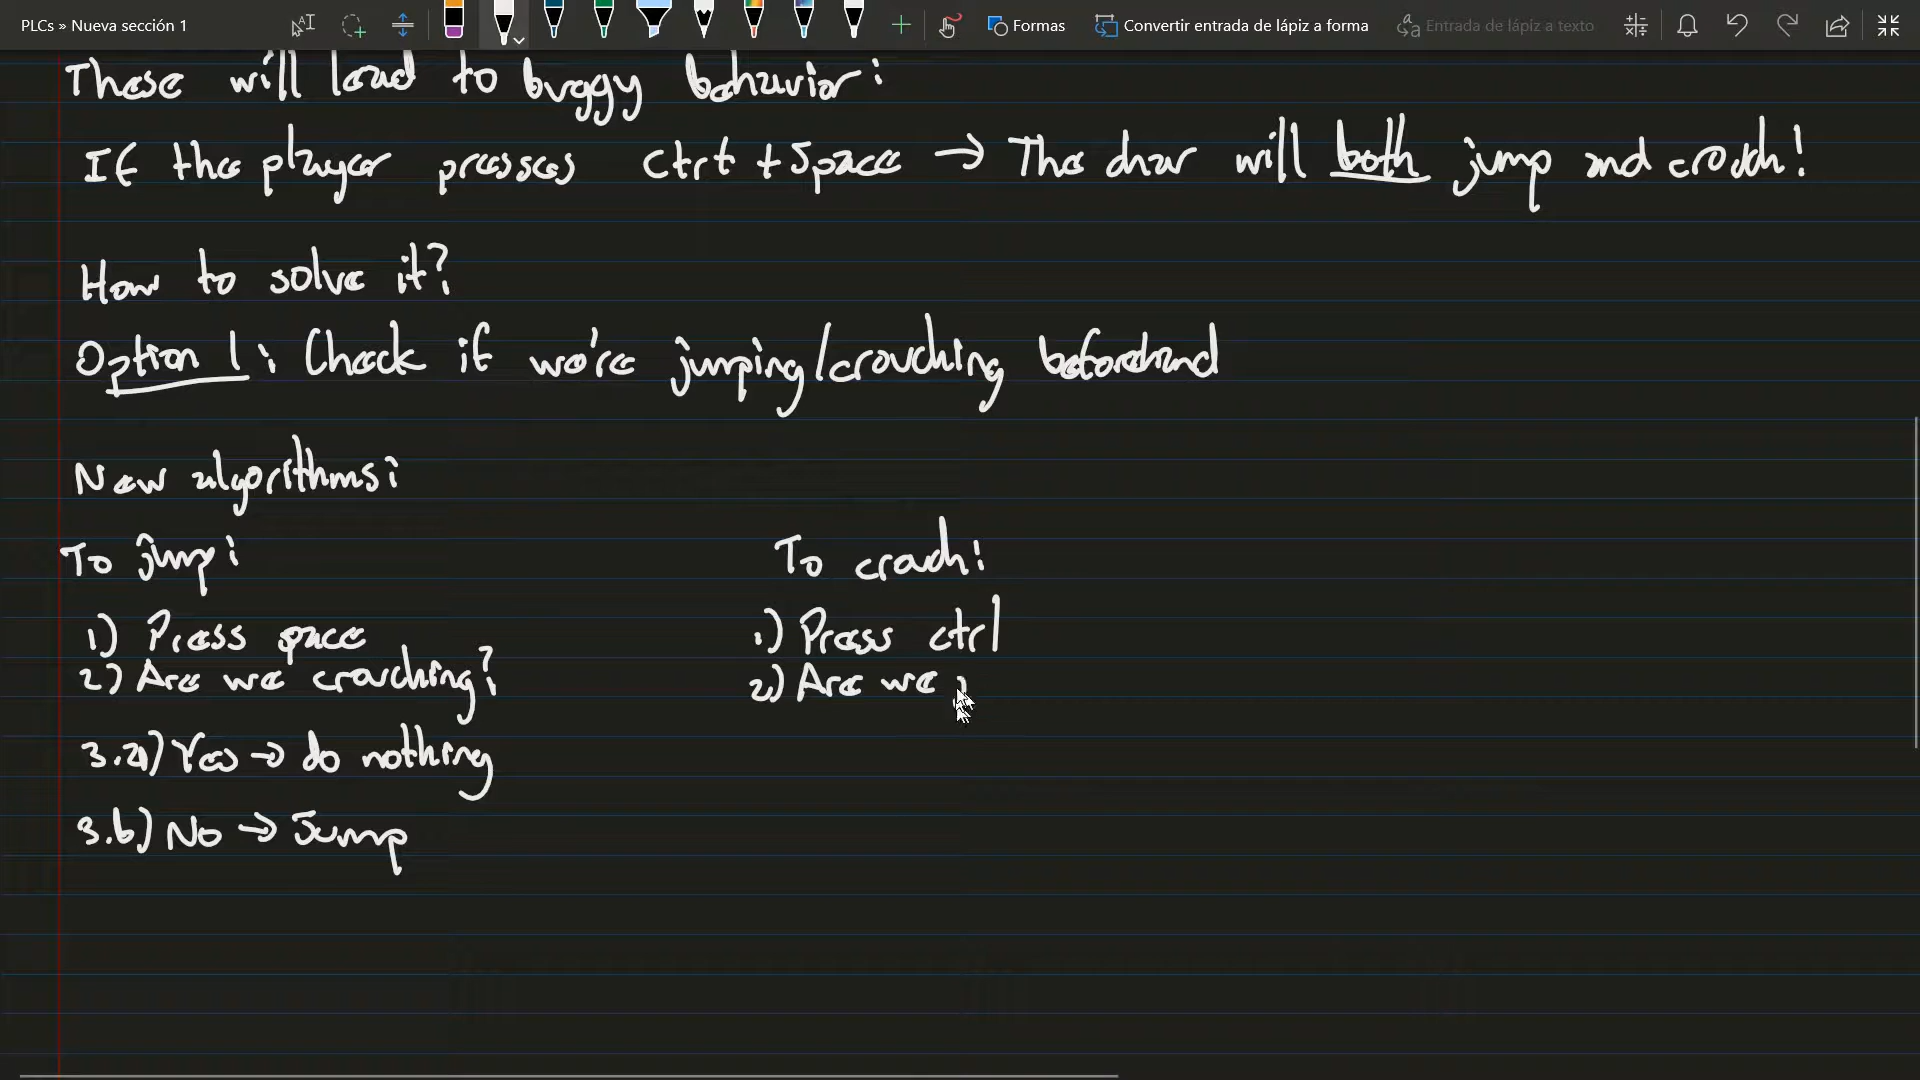 PLCs » Nueva sección 1
Formas
Convertir entrada de lápiz a forma
Entrada de lápiz a texto
These will lead to buggy behavior:
If the player presses Ctrl + Space → The char will both jump and crouch!
How to solve it?
Option 1: Check if we're jumping/crouching beforehand
New algorithms:
To jump:
1) Press space
2) Are we crouching?
3.a) Yes → do nothing
3.b) No → Jump
To crouch:
1) Press ctrl
2) Are we